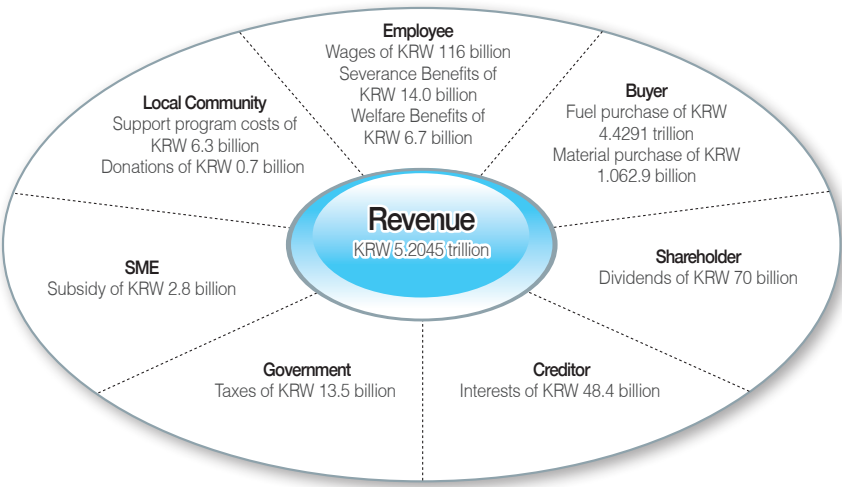 Employee
Wages of KRW 116 billion
Severance Benefits of
KRW 14.0 billion
Welfare Benefits of
KRW 6.7 billion
Buyer
Fuel purchase of KRW
4.4291 trillion
Material purchase of KRW
1.062.9 billion
Local Community
Support program costs of
KRW 6.3 billion
Donations of KRW 0.7 billion
Revenue
KRW 5.2045 trillion
Shareholder
Dividends of KRW 70 billion
SME
Subsidy of KRW 2.8 billion
Government
Taxes of KRW 13.5 billion
Creditor
Interests of KRW 48.4 billion